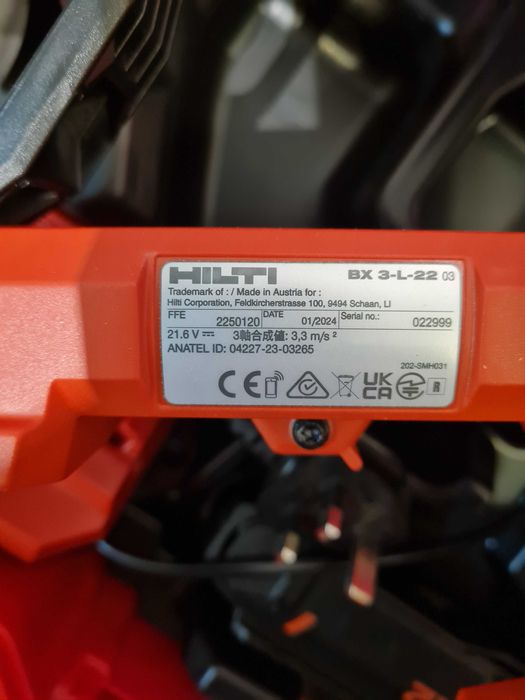 HILTI BX 3-L-22 03
Trademark of : / Made in Austria for :
Hilti Corporation, Feldkircherstrasse 100, 9494 Schaan, LI
FFE 2250120 DATE 01/2024 Serial no.: 022999
21.6 V 3軸合成値: 3,3 m/s²
ANATEL ID: 04227-23-03265
202-SMH031
CE UK CA R